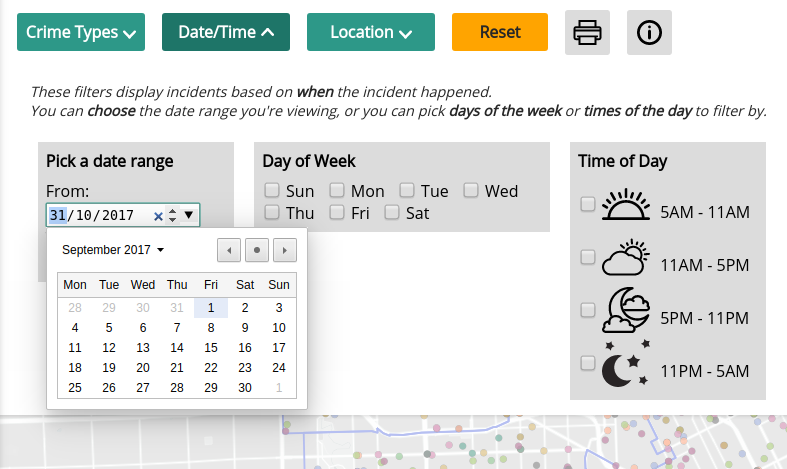 Crime Types Date/Time Location Reset
These filters display incidents based on when the incident happened.
You can choose the date range you're viewing, or you can pick days of the week or times of the day to filter by.
Pick a date range
From:
31/10/2017
September 2017
Mon Tue Wed Thu Fri Sat Sun
28 29 30 31 1 2 3
4 5 6 7 8 9 10
11 12 13 14 15 16 17
18 19 20 21 22 23 24
25 26 27 28 29 30 1
Day of Week
Sun Mon Tue Wed
Thu Fri Sat
Time of Day
5AM - 11AM
11AM - 5PM
5PM - 11PM
11PM - 5AM